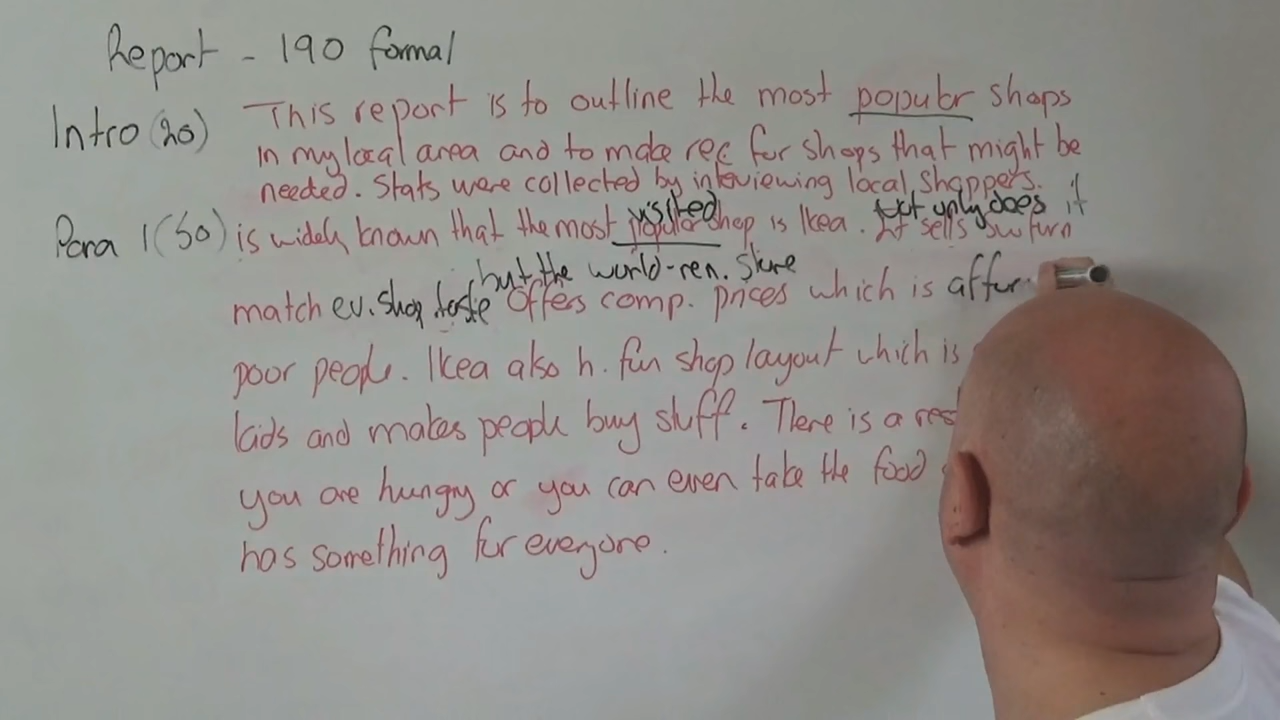 Report - 190 formal
Intro (20) This report is to outline the most popular shops
in my local area and to make rec for shops that might be
needed. Stats were collected by interviewing local shoppers.
visited Not only does it
Para 1 (50) is widely known that the most popular shop is Ikea. It sells sw furn
but the world-ren. Store
match ev. shop taste offers comp. prices which is affor
poor people. Ikea also h. fun shop layout which is
kids and makes people buy stuff. There is a res
you are hungry or you can even take the food
has something for everyone.